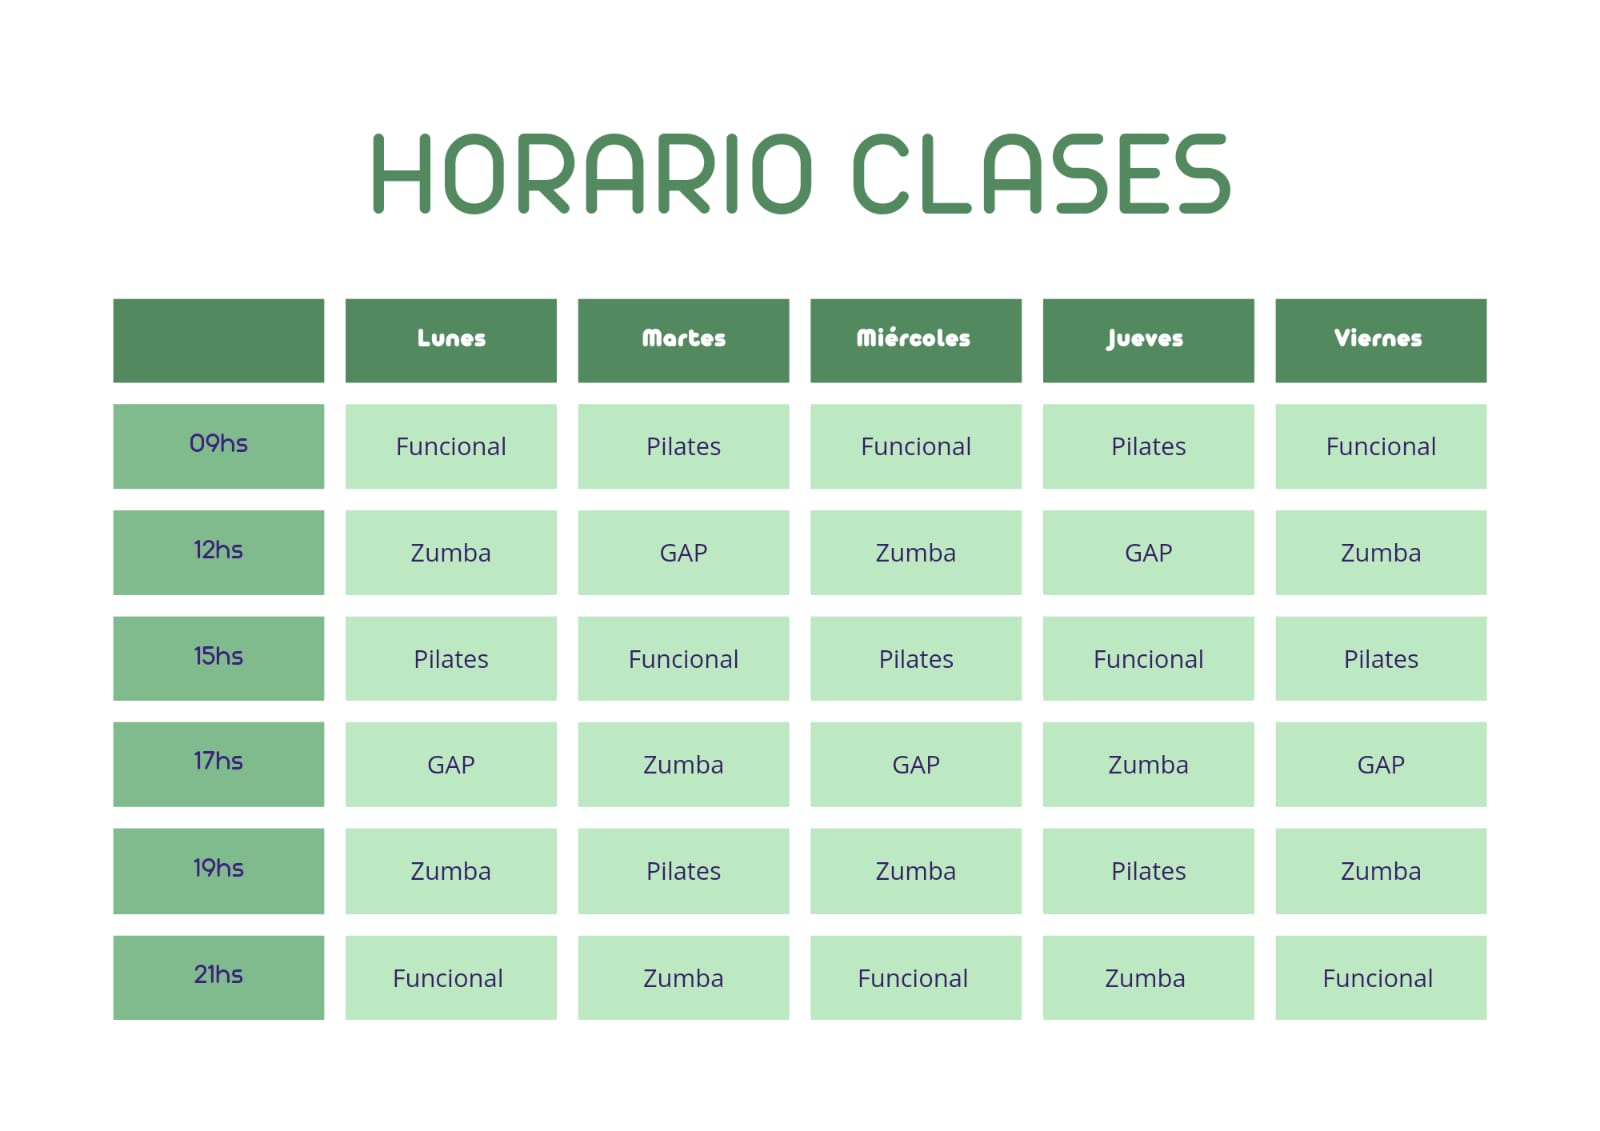 HORARIO CLASES
Lunes Martes Miércoles Jueves Viernes
09hs Funcional Pilates Funcional Pilates Funcional
12hs Zumba GAP Zumba GAP Zumba
15hs Pilates Funcional Pilates Funcional Pilates
17hs GAP Zumba GAP Zumba GAP
19hs Zumba Pilates Zumba Pilates Zumba
21hs Funcional Zumba Funcional Zumba Funcional